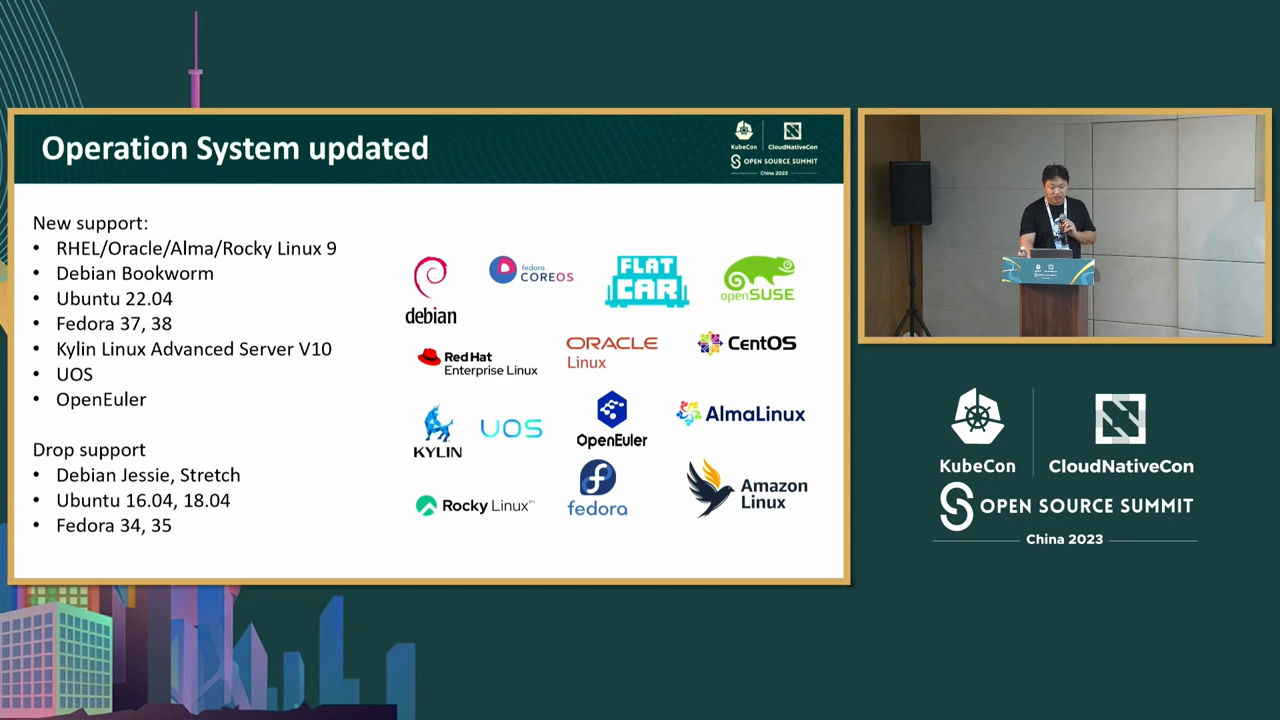 Operation System updated
KubeCon
CloudNativeCon
OPEN SOURCE SUMMIT
China 2023
New support:
• RHEL/Oracle/Alma/Rocky Linux 9
• Debian Bookworm
• Ubuntu 22.04
• Fedora 37, 38
• Kylin Linux Advanced Server V10
• UOS
• OpenEuler
Drop support
• Debian Jessie, Stretch
• Ubuntu 16.04, 18.04
• Fedora 34, 35
debian
fedora
COREOS
FLAT
CAR
openSUSE
Red Hat
Enterprise Linux
ORACLE
Linux
CentOS
KYLIN
UOS
OpenEuler
AlmaLinux
Rocky Linux
fedora
Amazon
Linux
KubeCon
CloudNativeCon
OPEN SOURCE SUMMIT
China 2023